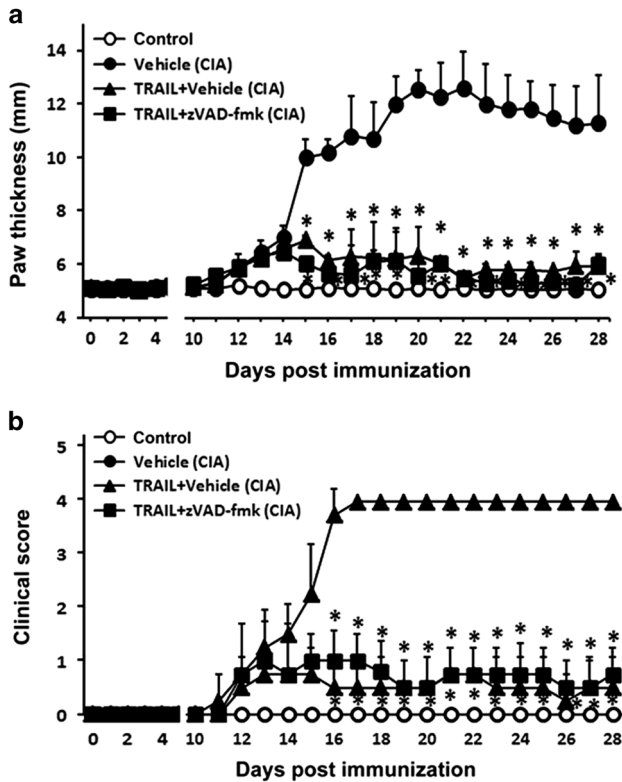 a
Control
Vehicle (CIA)
TRAIL+Vehicle (CIA)
TRAIL+zVAD-fmk (CIA)
Paw thickness (mm)
14
12
10
8
6
4
* * * * * * * * * * * * * *
0 2 4 10 12 14 16 18 20 22 24 26 28
Days post immunization
b
Control
Vehicle (CIA)
TRAIL+Vehicle (CIA)
TRAIL+zVAD-fmk (CIA)
Clinical score
5
4
3
2
1
0
* * * * * * * * * * * * *
* * * * * * * * * * * * *
0 2 4 10 12 14 16 18 20 22 24 26 28
Days post immunization